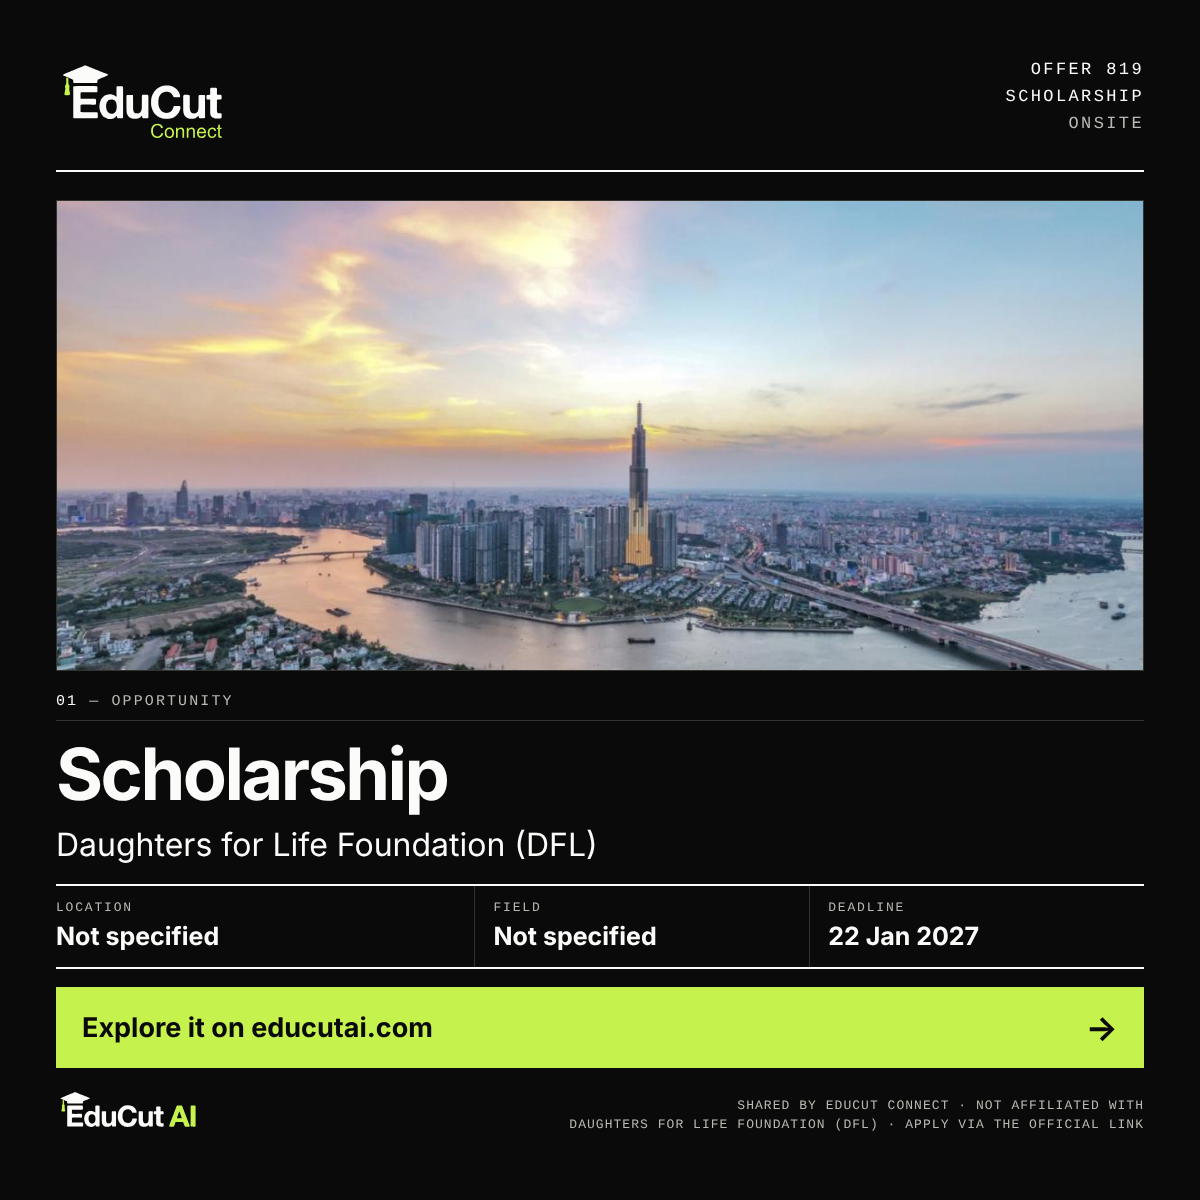 EduCut
Connect
OFFER 819
SCHOLARSHIP
ONSITE
01 — OPPORTUNITY
Scholarship
Daughters for Life Foundation (DFL)
LOCATION
Not specified
FIELD
Not specified
DEADLINE
22 Jan 2027
Explore it on educutai.com →
EduCut AI
SHARED BY EDUCUT CONNECT · NOT AFFILIATED WITH
DAUGHTERS FOR LIFE FOUNDATION (DFL) · APPLY VIA THE OFFICIAL LINK